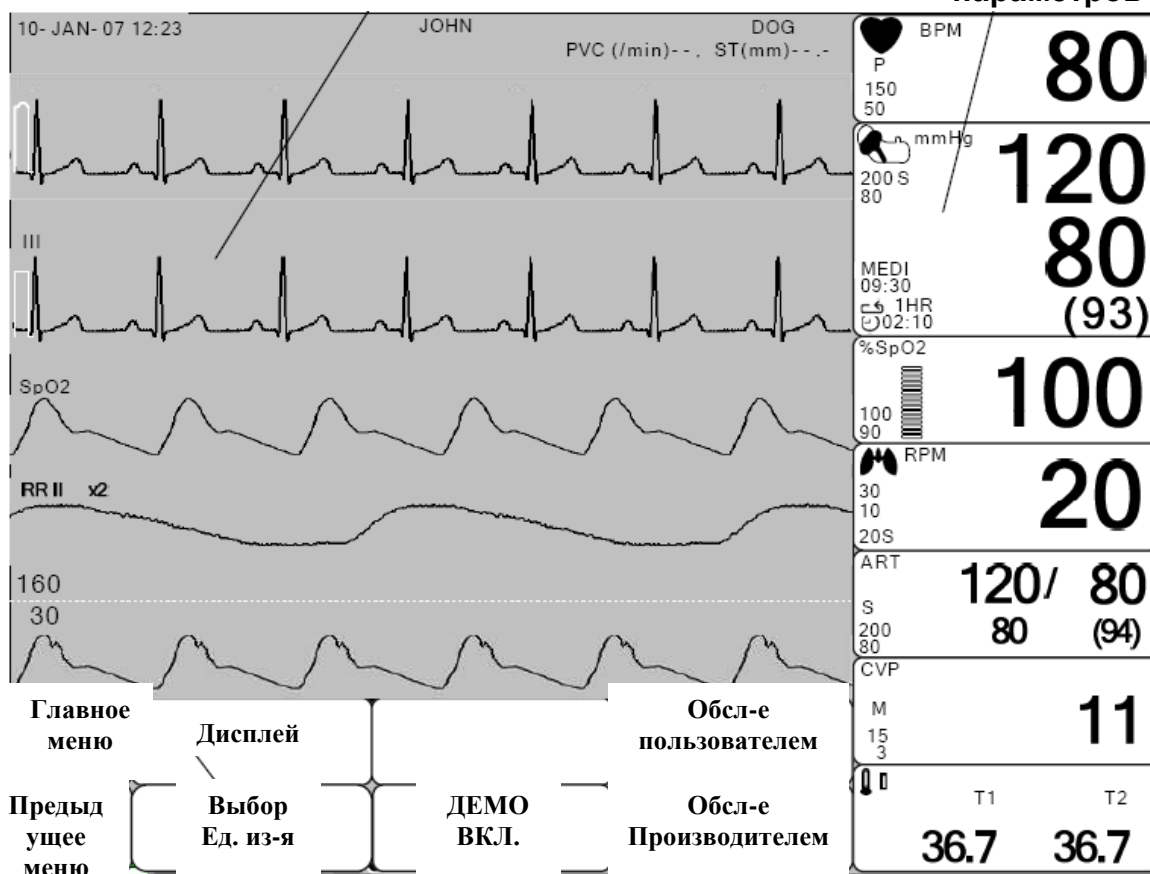 параметров
10- JAN- 07 12:23 JOHN DOG
PVC (/min)- - , ST(mm)- - .-
III
SpO2
RR II x2
160
30
BPM
P
150
50
80
mmHg
200 S
80
120
80
(93)
MEDI
09:30
1HR
02:10
%SpO2
100
90
100
RPM
30
10
20S
20
ART
S
200
80
120/ 80
80 (94)
CVP
M
15
3
11
T1 T2
36.7 36.7
Главное
меню
Дисплей
Обсл-е
пользователем
Предыд
ущее
меню
Выбор
Ед. из-я
ДЕМО
ВКЛ.
Обсл-е
Производителем